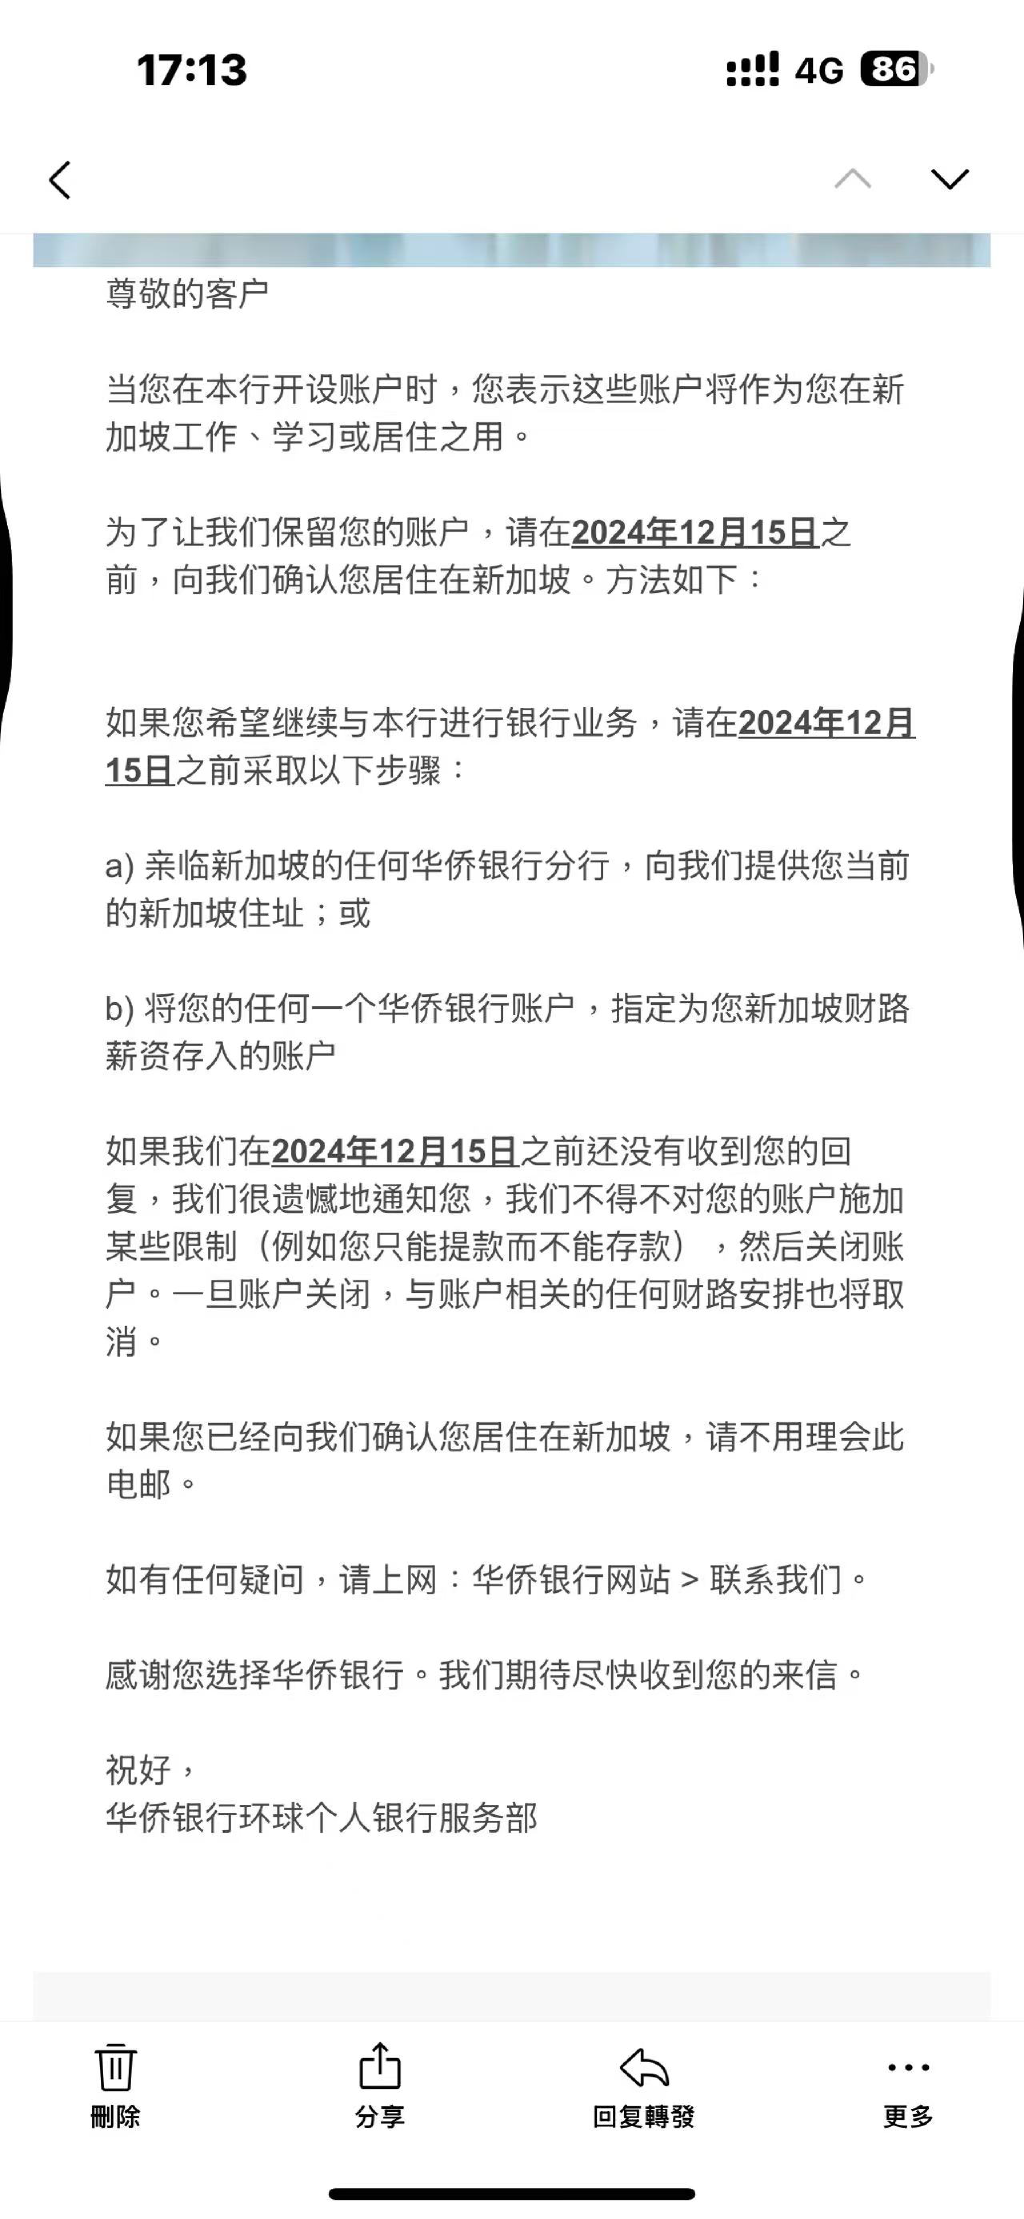 17:13
4G 86
尊敬的客户
当您在本行开设账户时，您表示这些账户将作为您在新
加坡工作、学习或居住之用。
为了让我们保留您的账户，请在2024年12月15日之
前，向我们确认您居住在新加坡。方法如下：
如果您希望继续与本行进行银行业务，请在2024年12月
15日之前采取以下步骤：
a) 亲临新加坡的任何华侨银行分行，向我们提供您当前
的新加坡住址；或
b) 将您的任何一个华侨银行账户，指定为您新加坡财路
薪资存入的账户
如果我们在2024年12月15日之前还没有收到您的回
复，我们很遗憾地通知您，我们不得不对您的账户施加
某些限制（例如您只能提款而不能存款），然后关闭账
户。一旦账户关闭，与账户相关的任何财路安排也将取
消。
如果您已经向我们确认您居住在新加坡，请不用理会此
电邮。
如有任何疑问，请上网：华侨银行网站 > 联系我们。
感谢您选择华侨银行。我们期待尽快收到您的来信。
祝好，
华侨银行环球个人银行服务部
刪除 分享 回复轉發 更多